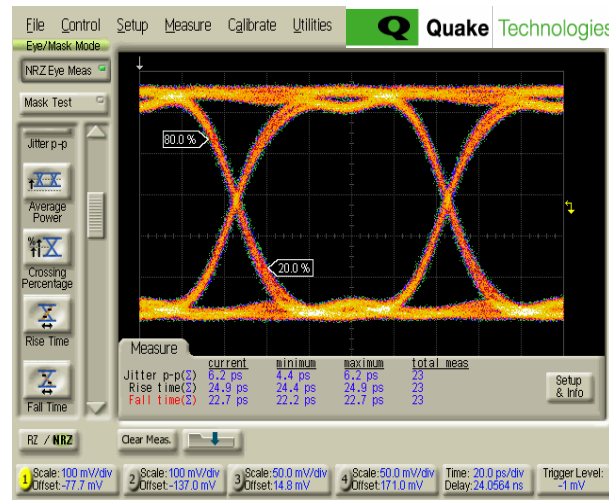 File Control Setup Measure Calibrate Utilities
Q Quake Technologies
Eye/Mask Mode
NRZ Eye Meas
Mask Test
Jitter p-p
Average
Power
Crossing
Percentage
Rise Time
Fall Time
80.0 %
20.0 %
Measure
current minimum maximum total meas
Jitter p-p(Σ) 6.2 ps 4.4 ps 6.2 ps 23
Rise time(Σ) 24.9 ps 24.4 ps 24.9 ps 23
Fall time(Σ) 22.7 ps 22.2 ps 22.7 ps 23
Setup
& Info
RZ / NRZ
Clear Meas.
1 Scale:100 mV/div
Offset:-77.7 mV
2 Scale:100 mV/div
Offset:-137.0 mV
3 Scale:50.0 mV/div
Offset:14.8 mV
4 Scale:50.0 mV/div
Offset:171.0 mV
Time:20.0 ps/div
Delay:24.0564 ns
Trigger Level:
-1 mV